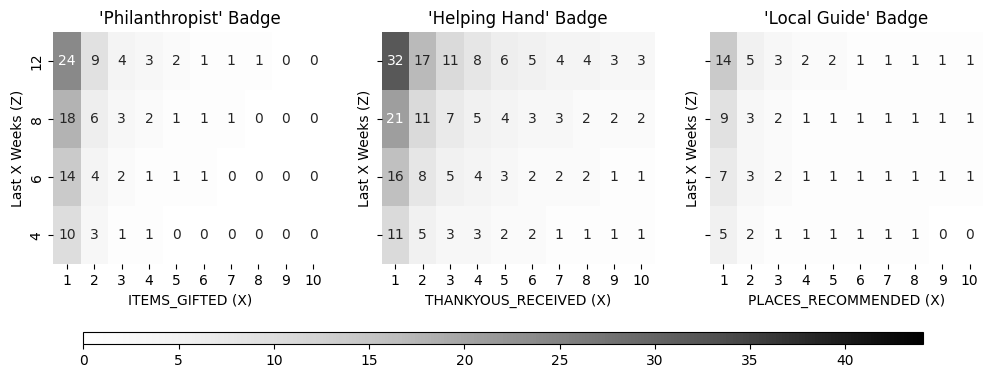 'Philanthropist' Badge
Last X Weeks (Z)
12 24 9 4 3 2 1 1 1 0 0
8 18 6 3 2 1 1 1 0 0 0
6 14 4 2 1 1 1 0 0 0 0
4 10 3 1 1 0 0 0 0 0 0
1 2 3 4 5 6 7 8 9 10
ITEMS_GIFTED (X)
'Helping Hand' Badge
Last X Weeks (Z)
32 17 11 8 6 5 4 4 3 3
21 11 7 5 4 3 3 2 2 2
16 8 5 4 3 2 2 2 1 1
11 5 3 3 2 2 1 1 1 1
1 2 3 4 5 6 7 8 9 10
THANKYOUS_RECEIVED (X)
'Local Guide' Badge
Last X Weeks (Z)
14 5 3 2 2 1 1 1 1 1
9 3 2 1 1 1 1 1 1 1
7 3 2 1 1 1 1 1 1 1
5 2 1 1 1 1 1 1 0 0
1 2 3 4 5 6 7 8 9 10
PLACES_RECOMMENDED (X)
0 5 10 15 20 25 30 35 40